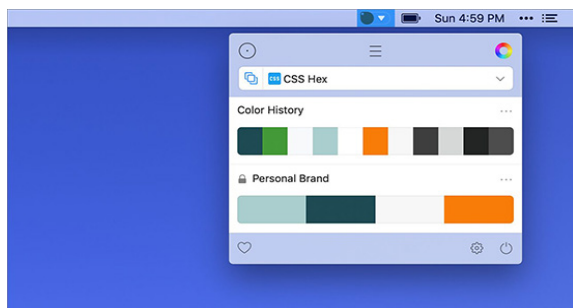 Sun 4:59 PM
CSS CSS Hex
Color History
Personal Brand